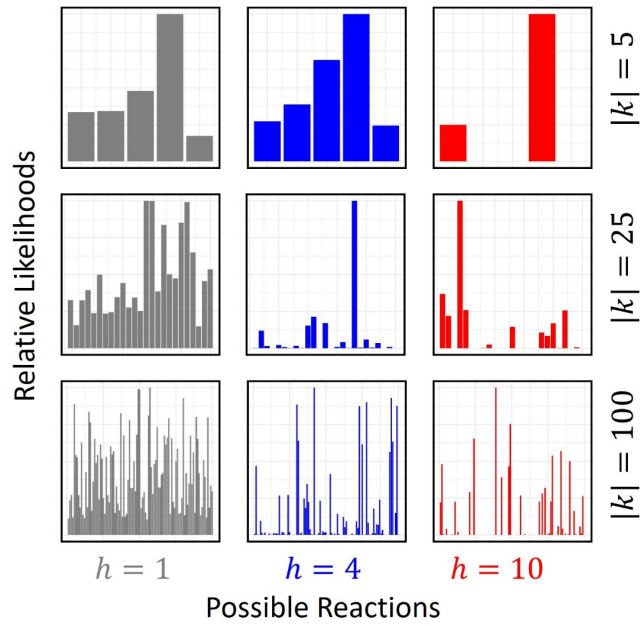 Relative Likelihoods
|k| = 5
|k| = 25
|k| = 100
h = 1
h = 4
h = 10
Possible Reactions